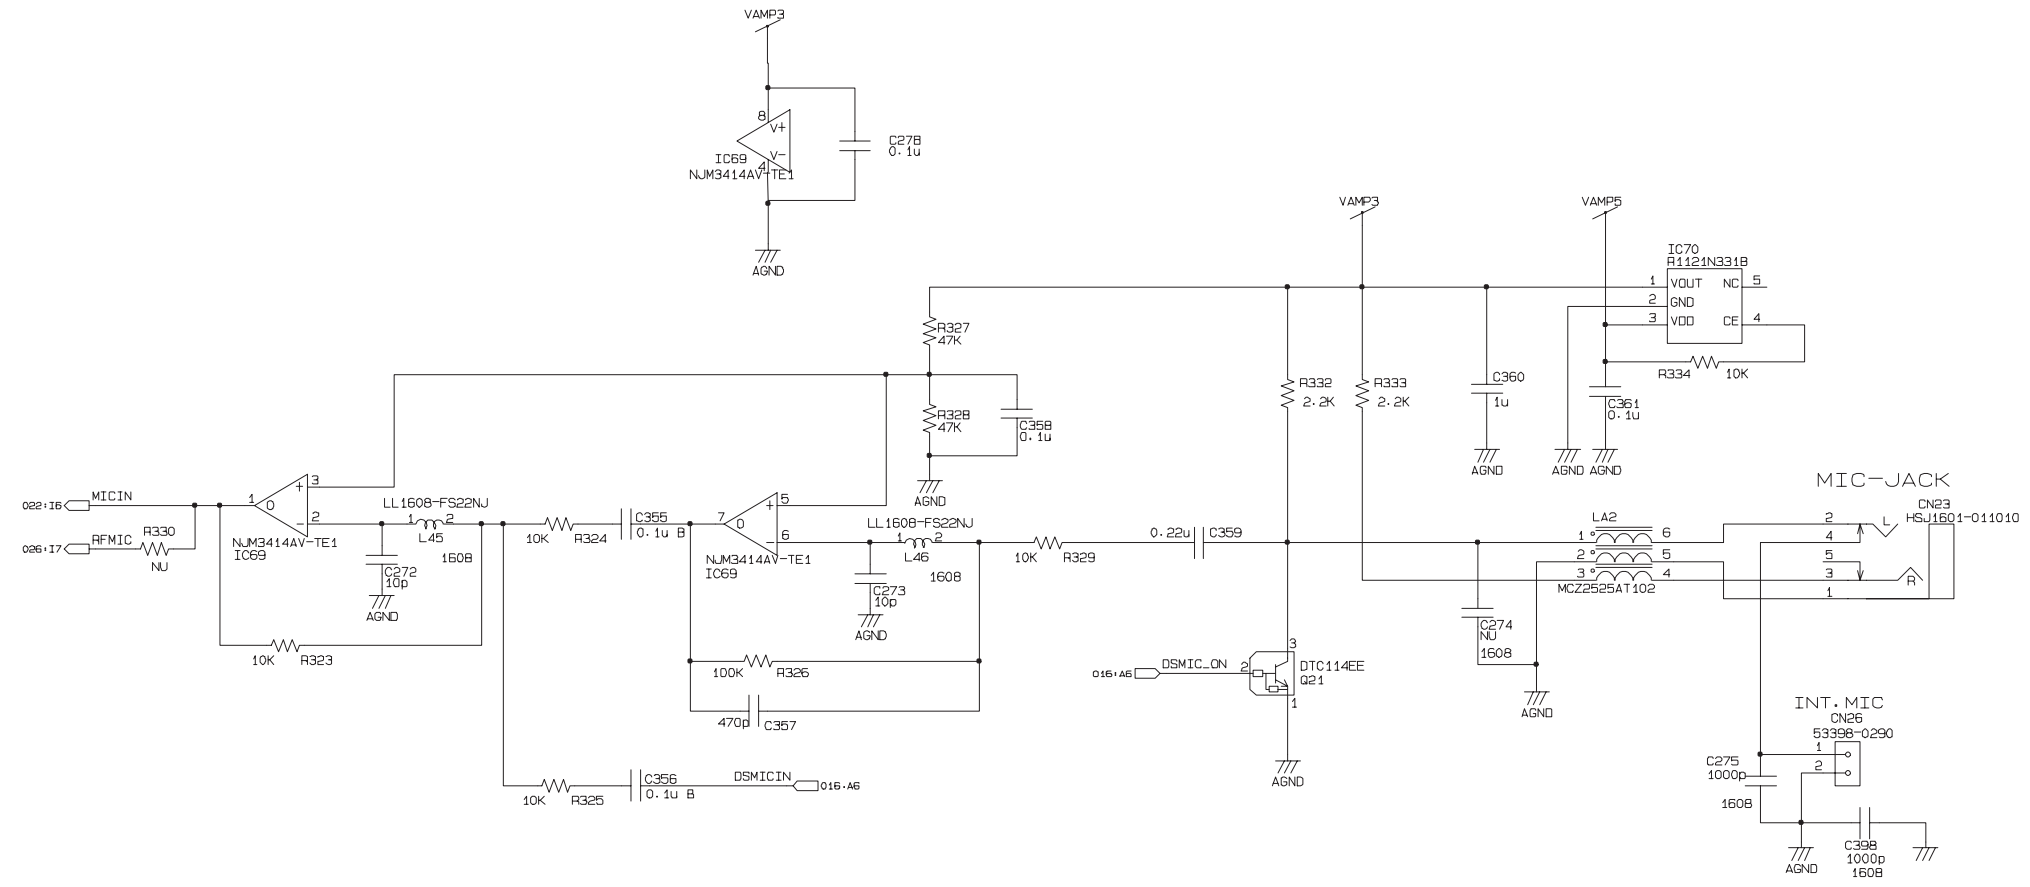 VAMP3
8
V+
V-
4
IC69
NJM3414AV-TE1
C278
0.1u
AGND
VAMP3
VAMP5
IC70
R1121N331B
1
VOUT
NC
5
2
GND
3
VDD
CE
4
R334
10K
R327
47K
R328
47K
C358
0.1u
AGND
R332
2.2K
R333
2.2K
C360
1u
AGND
C361
0.1u
AGND
AGND
022:I6
MICIN
026:I7
RFMIC
R330
NU
1
O
+
3
-
2
NJM3414AV-TE1
IC69
LL1608-FS22NJ
1
2
L45
1608
C272
10p
AGND
10K
R323
10K
R324
C355
0.1u B
7
O
+
5
-
6
NJM3414AV-TE1
IC69
LL1608-FS22NJ
1
2
L46
1608
C273
10p
AGND
100K
R326
470p
C357
10K
R325
C356
0.1u B
DSMICIN
016:A6
10K
R329
0.22u
C359
016:A6
DSMIC_ON
2
3
DTC114EE
Q21
1
AGND
LA2
1
6
2
5
3
4
MCZ2525AT102
C274
NU
1608
AGND
MIC-JACK
CN23
HSJ1601-011010
2
L
4
5
3
R
1
INT.MIC
CN26
53398-0290
1
2
C275
1000p
1608
AGND
C398
1000p
1608